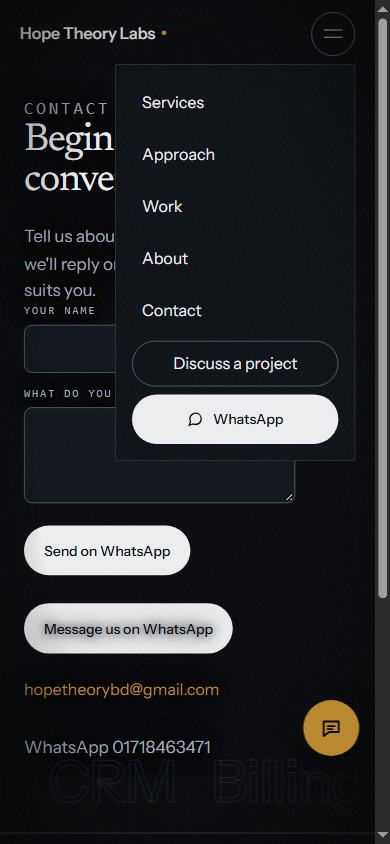 Hope Theory Labs
Services
Approach
Work
About
Contact
Discuss a project
WhatsApp
CONTACT
Begin
conve
Tell us abou
we'll reply o
suits you.
YOUR NAME
WHAT DO YOU
Send on WhatsApp
Message us on WhatsApp
hopetheorybd@gmail.com
WhatsApp 01718463471
CRM Billing